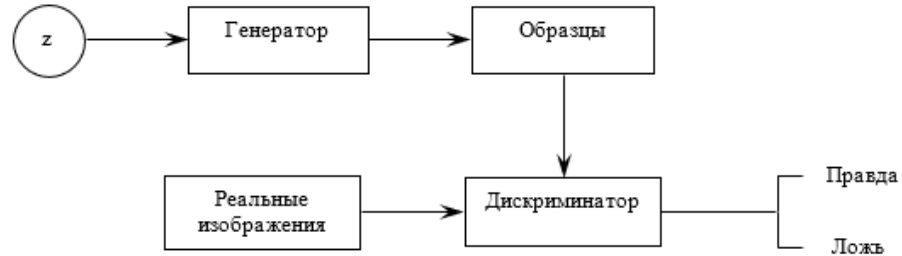 z
Генератор
Образцы
Реальные
изображения
Дискриминатор
Правда
Ложь